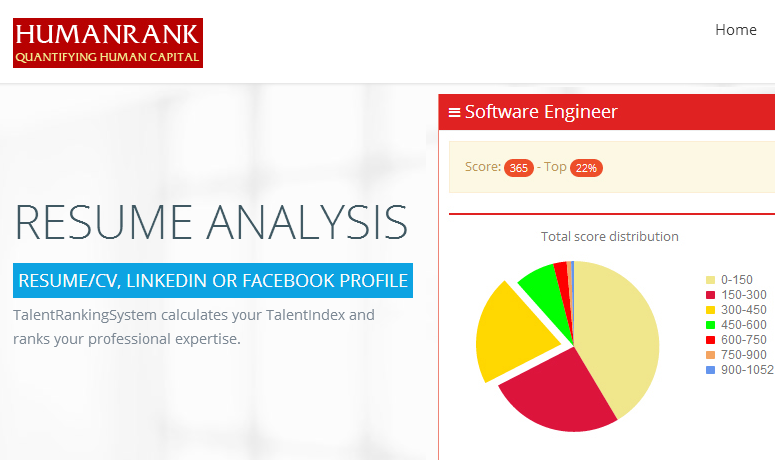 HUMANRANK
QUANTIFYING HUMAN CAPITAL
Home
RESUME ANALYSIS
RESUME/CV, LINKEDIN OR FACEBOOK PROFILE
TalentRankingSystem calculates your TalentIndex and
ranks your professional expertise.
Software Engineer
Score: 365 - Top 22%
Total score distribution
0-150
150-300
300-450
450-600
600-750
750-900
900-1052